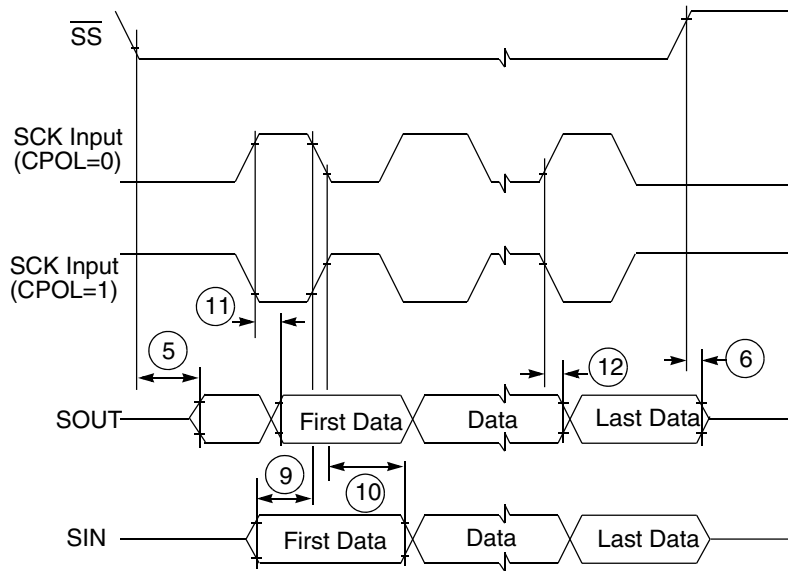 SS
SCK Input
(CPOL=0)
SCK Input
(CPOL=1)
11
5
12
6
SOUT
First Data
Data
Last Data
9
10
SIN
First Data
Data
Last Data